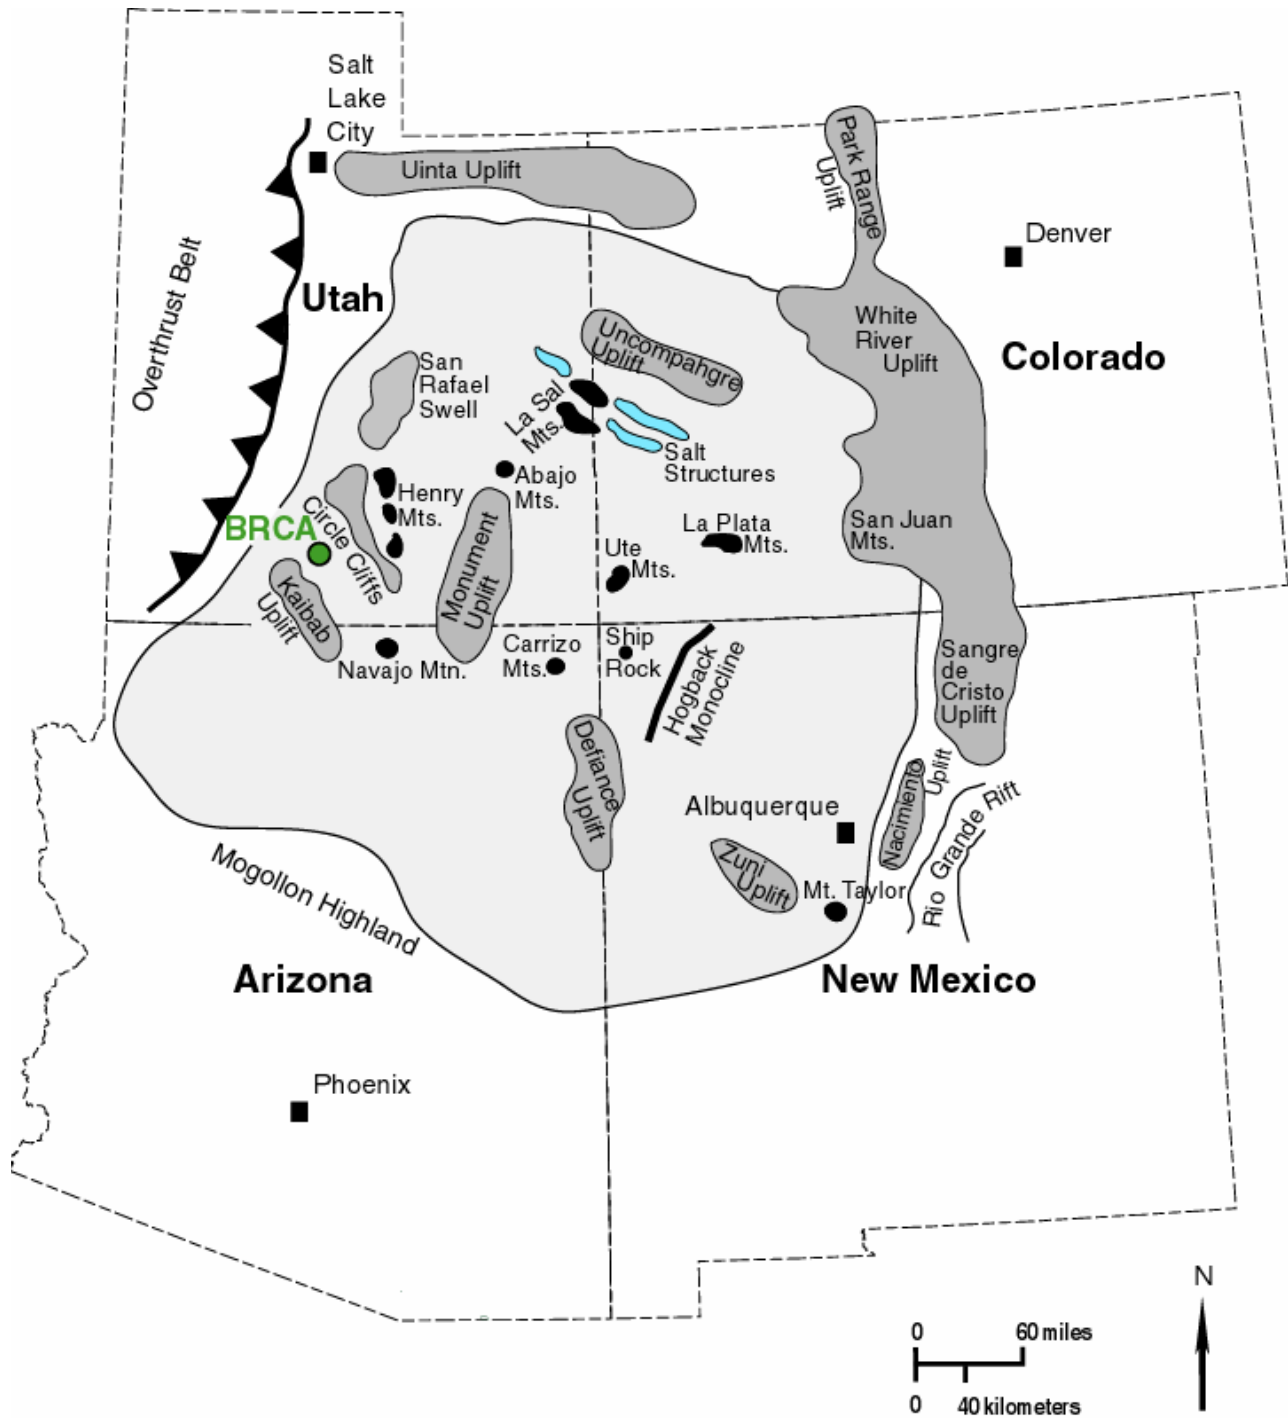 Salt
Lake
City
Park Range
Uplift
Uinta Uplift
Denver
Overthrust Belt
Utah
White
River
Uplift
Colorado
Uncompahgre
Uplift
San
Rafael
Swell
La Sal
Mts.
Salt
Structures
Abajo
Mts.
Henry
Mts.
BRCA
Circle Cliffs
La Plata
Mts.
San Juan
Mts.
Ute
Mts.
Monument
Uplift
Kaibab
Uplift
Navajo Mtn.
Carrizo
Mts.
Ship
Rock
Hogback
Monocline
Sangre
de
Cristo
Uplift
Defiance
Uplift
Nacimiento
Uplift
Albuquerque
Rio Grande Rift
Zuni
Uplift
Mt. Taylor
Mogollon Highland
Arizona
New Mexico
Phoenix
N
0 60 miles
0 40 kilometers